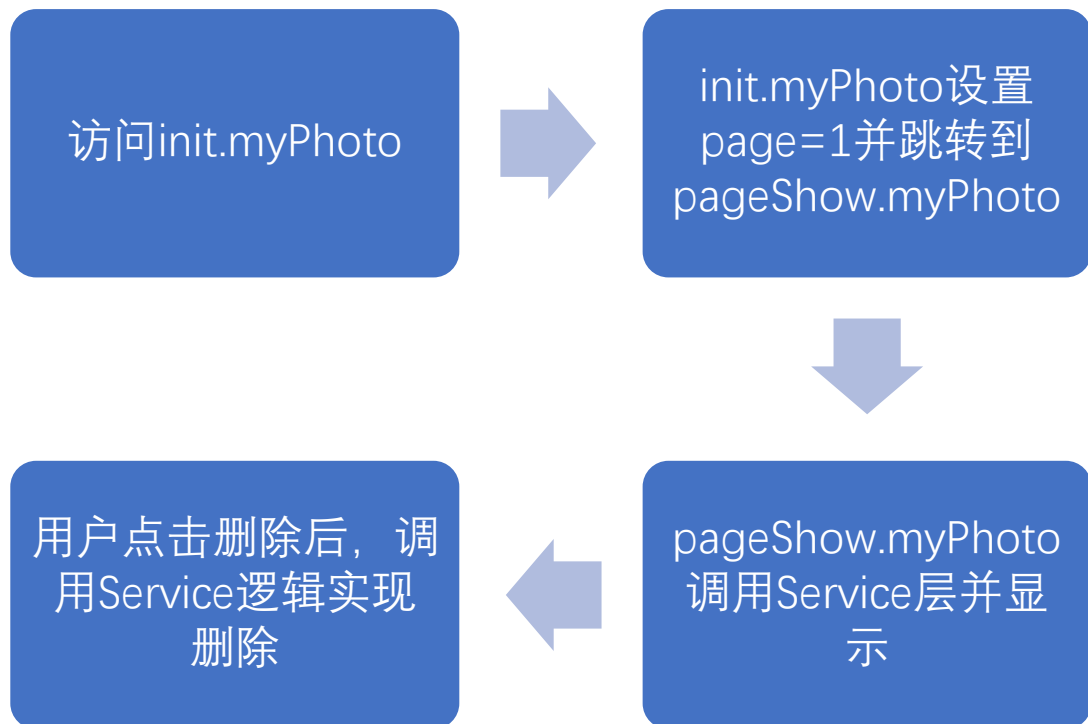 访问init.myPhoto
init.myPhoto设置
page=1并跳转到
pageShow.myPhoto
pageShow.myPhoto
调用Service层并显
示
用户点击删除后，调
用Service逻辑实现
删除